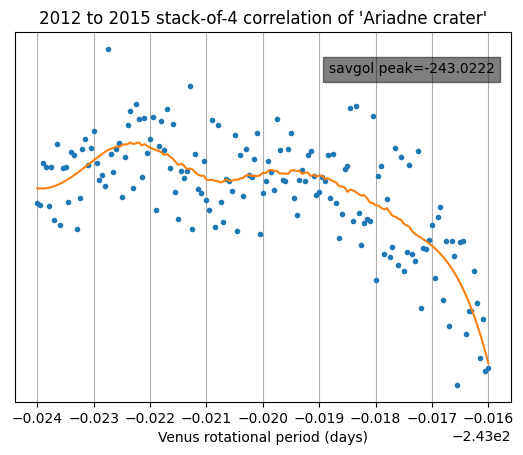 2012 to 2015 stack-of-4 correlation of 'Ariadne crater'
savgol peak=-243.0222
−0.024 −0.023 −0.022 −0.021 −0.020 −0.019 −0.018 −0.017 −0.016
Venus rotational period (days)
−2.43e2